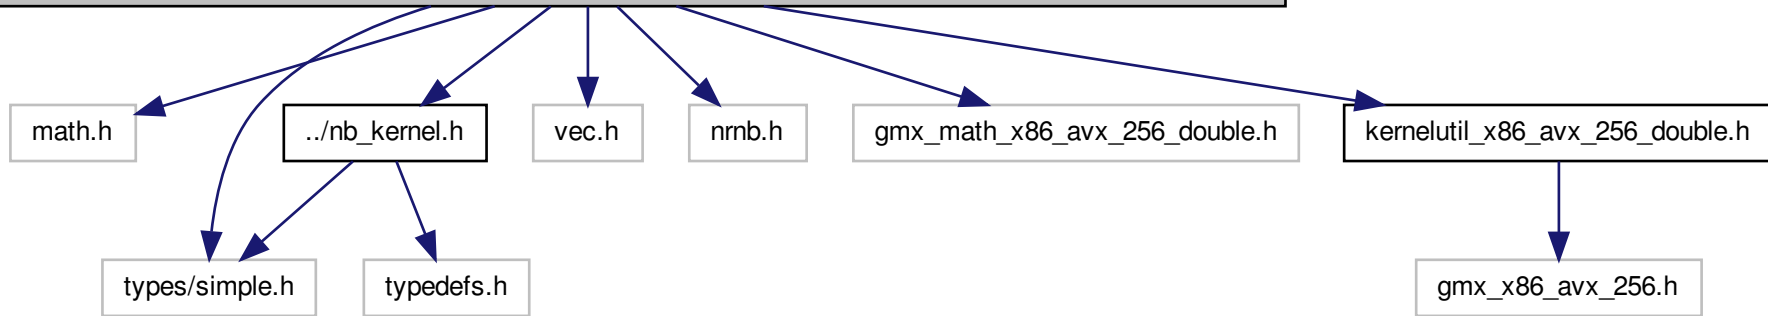 math.h
../nb_kernel.h
vec.h
nrnb.h
gmx_math_x86_avx_256_double.h
kernelutil_x86_avx_256_double.h
types/simple.h
typedefs.h
gmx_x86_avx_256.h